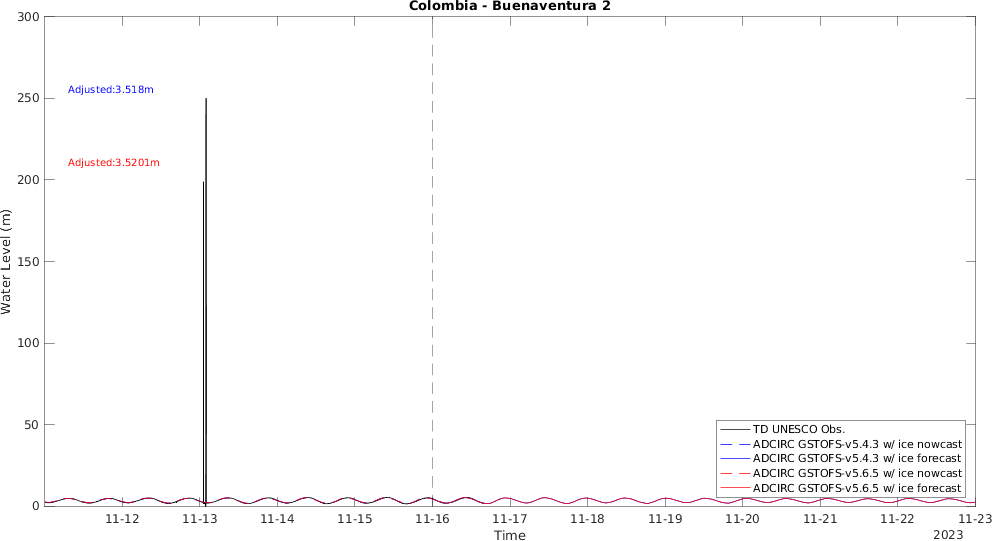 Colombia - Buenaventura 2
300
250
200
150
100
50
0
Water Level (m)
Adjusted:3.518m
Adjusted:3.5201m
TD UNESCO Obs.
ADCIRC GSTOFS-v5.4.3 w/ ice nowcast
ADCIRC GSTOFS-v5.4.3 w/ ice forecast
ADCIRC GSTOFS-v5.6.5 w/ ice nowcast
ADCIRC GSTOFS-v5.6.5 w/ ice forecast
11-12 11-13 11-14 11-15 11-16 11-17 11-18 11-19 11-20 11-21 11-22 11-23
Time
2023